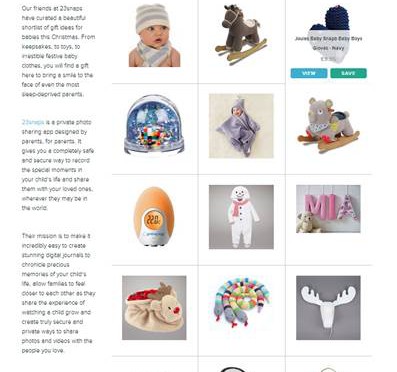 Our friends at 23snaps
have curated a beautiful
shortlist of gift ideas for
babies this Christmas. From
keepsakes, to toys, to
irresistible festive baby
clothes, you will find a gift
here to bring a smile to the
face of even the most
sleep-deprived parents.
23snaps is a private photo
sharing app designed by
parents, for parents. It
gives you a completely safe
and secure way to record
the special moments in
your child's life and share
them with your loved ones,
wherever they may be in
the world.
Their mission is to make it
incredibly easy to create
stunning digital journals to
chronicle precious
memories of your child's
life, allow families to feel
closer to each other as they
share the experience of
watching a child grow and
create truly secure and
private ways to share
photos and videos with the
people you love.
Joules Baby Snaps Baby Boys
Gloves - Navy
VIEW
SAVE
MIA